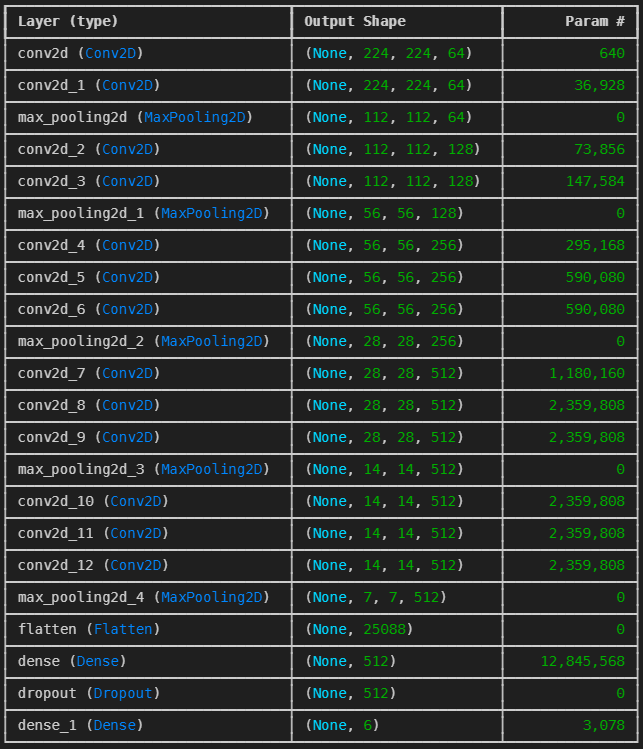 Layer (type) Output Shape Param #
conv2d (Conv2D) (None, 224, 224, 64) 640
conv2d_1 (Conv2D) (None, 224, 224, 64) 36,928
max_pooling2d (MaxPooling2D) (None, 112, 112, 64) 0
conv2d_2 (Conv2D) (None, 112, 112, 128) 73,856
conv2d_3 (Conv2D) (None, 112, 112, 128) 147,584
max_pooling2d_1 (MaxPooling2D) (None, 56, 56, 128) 0
conv2d_4 (Conv2D) (None, 56, 56, 256) 295,168
conv2d_5 (Conv2D) (None, 56, 56, 256) 590,080
conv2d_6 (Conv2D) (None, 56, 56, 256) 590,080
max_pooling2d_2 (MaxPooling2D) (None, 28, 28, 256) 0
conv2d_7 (Conv2D) (None, 28, 28, 512) 1,180,160
conv2d_8 (Conv2D) (None, 28, 28, 512) 2,359,808
conv2d_9 (Conv2D) (None, 28, 28, 512) 2,359,808
max_pooling2d_3 (MaxPooling2D) (None, 14, 14, 512) 0
conv2d_10 (Conv2D) (None, 14, 14, 512) 2,359,808
conv2d_11 (Conv2D) (None, 14, 14, 512) 2,359,808
conv2d_12 (Conv2D) (None, 14, 14, 512) 2,359,808
max_pooling2d_4 (MaxPooling2D) (None, 7, 7, 512) 0
flatten (Flatten) (None, 25088) 0
dense (Dense) (None, 512) 12,845,568
dropout (Dropout) (None, 512) 0
dense_1 (Dense) (None, 6) 3,078